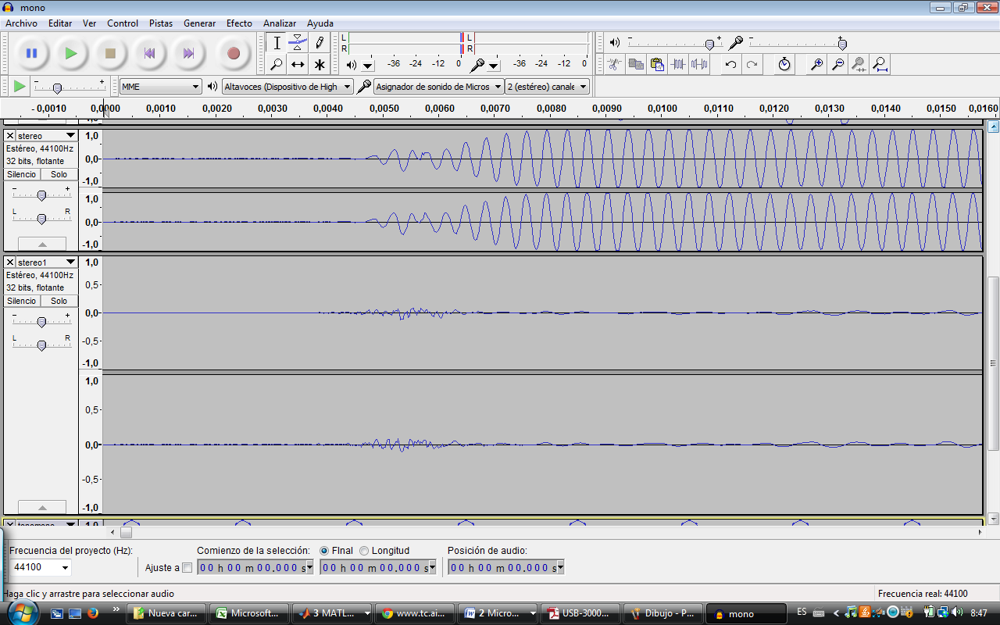 mono
Archivo Editar Ver Control Pistas Generar Efecto Analizar Ayuda
L L
R R
-36 -24 -12 0 -36 -24 -12 0
MME Altavoces (Dispositivo de High Asignador de sonido de Micros 2 (estéreo) canale
- 0,0010 0,0000 0,0010 0,0020 0,0030 0,0040 0,0050 0,0060 0,0070 0,0080 0,0090 0,0100 0,0110 0,0120 0,0130 0,0140 0,0150 0,0160
stereo
Estéreo, 44100Hz
32 bits, flotante
Silencio Solo
- +
L R
1,0
0,0-
-1,0
1,0
0,0-
-1,0
stereo1
Estéreo, 44100Hz
32 bits, flotante
Silencio Solo
- +
L R
1,0
0,5-
0,0-
-0,5-
-1,0
1,0
0,5-
0,0-
-0,5-
-1,0
1,0
Frecuencia del proyecto (Hz): Comienzo de la selección: FInal Longitud Posición de audio:
44100 Ajuste a 00 h 00 m 00.000 s 00 h 00 m 00.000 s 00 h 00 m 00.000 s
Haga clic y arrastre para seleccionar audio Frecuencia real: 44100
Nueva car... Microsoft... 3 MATL... www.tc.ai... 2 Micro... USB-3000... Dibujo - P... mono ES 8:47